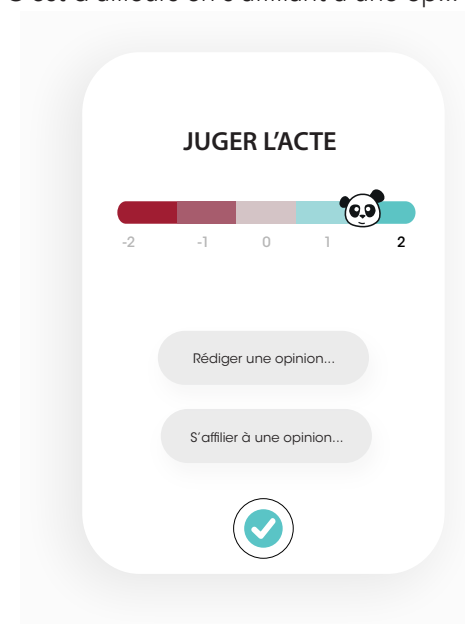 JUGER L'ACTE
-2 -1 0 1 2
Rédiger une opinion...
S'affilier à une opinion...